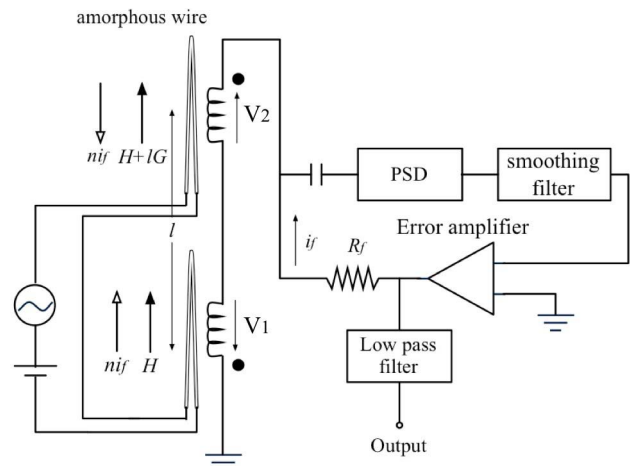 amorphous wire
V2
nif H+lG
PSD
smoothing
filter
l
if
Rf
Error amplifier
V1
nif H
Low pass
filter
Output